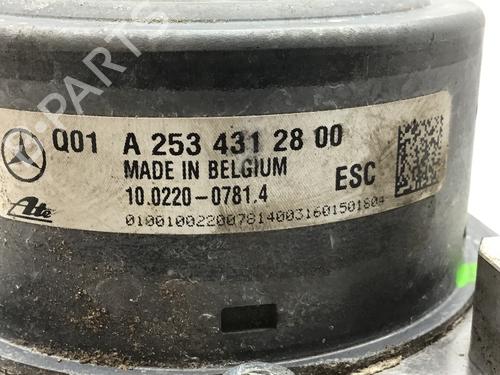 Q01 A 253 431 28 00
MADE IN BELGIUM
10.0220-0781.4 ESC
Ate 0100100220078140031601501804
B-PARTS